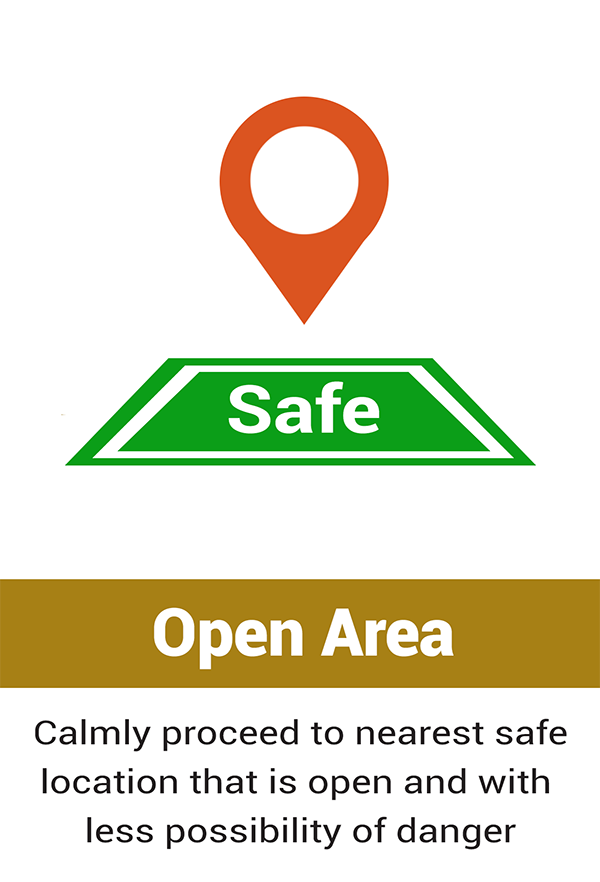 Safe
Open Area
Calmly proceed to nearest safe
location that is open and with
less possibility of danger